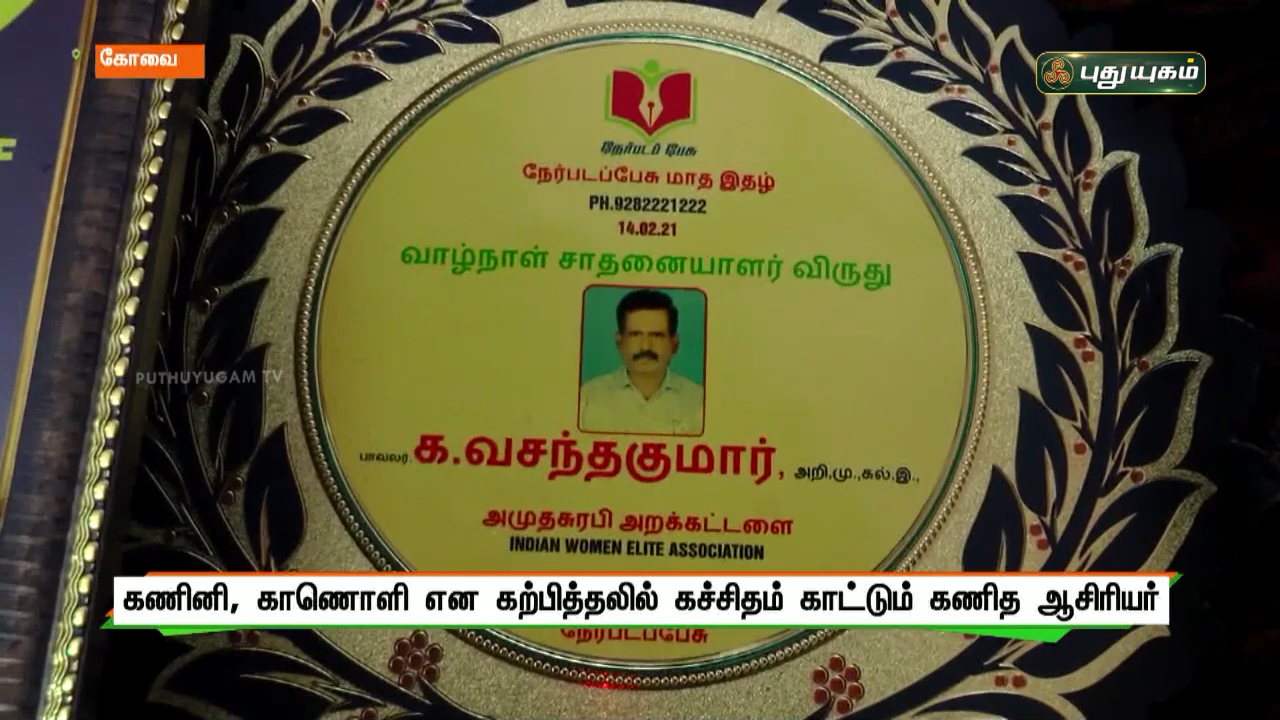 கோவை
புதுயுகம்
நேர்படப் பேசு
நேர்படப்பேசு மாத இதழ்
PH.9282221222
14.02.21
வாழ்நாள் சாதனையாளர் விருது
PUTHUYUGAM TV
பாவலர்.க.வசந்தகுமார், அறி.மு.,கல்.இ.,
அமுதசுரபி அறக்கட்டளை
INDIAN WOMEN ELITE ASSOCIATION
கணினி, காணொளி என கற்பித்தலில் கச்சிதம் காட்டும் கணித ஆசிரியர்
நேர்படப்பேசு